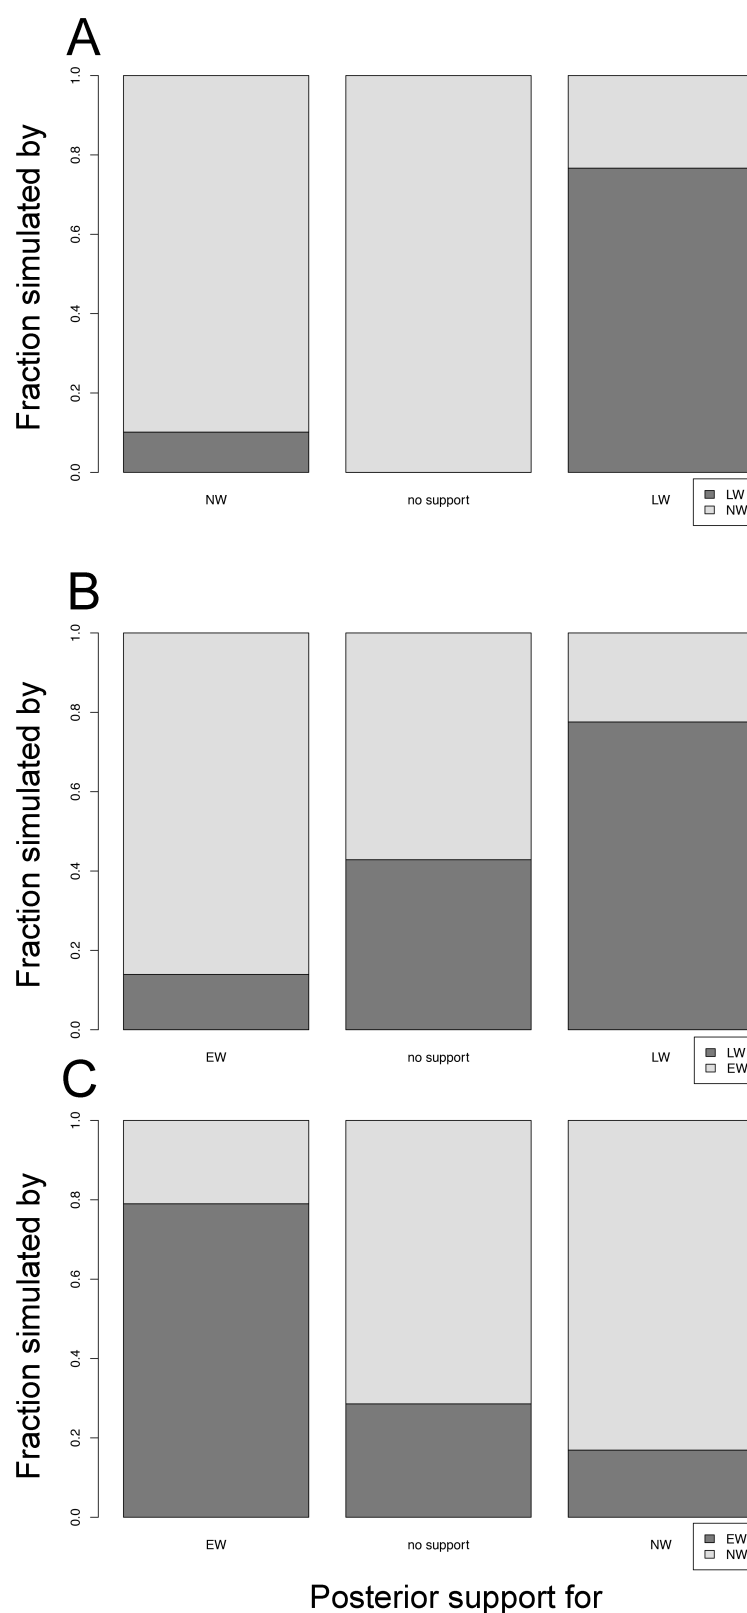 A
Fraction simulated by
1.0
0.8
0.6
0.4
0.2
0.0
NW
no support
LW
LW
NW
B
Fraction simulated by
1.0
0.8
0.6
0.4
0.2
0.0
EW
no support
LW
LW
EW
C
Fraction simulated by
1.0
0.8
0.6
0.4
0.2
0.0
EW
no support
NW
EW
NW
Posterior support for